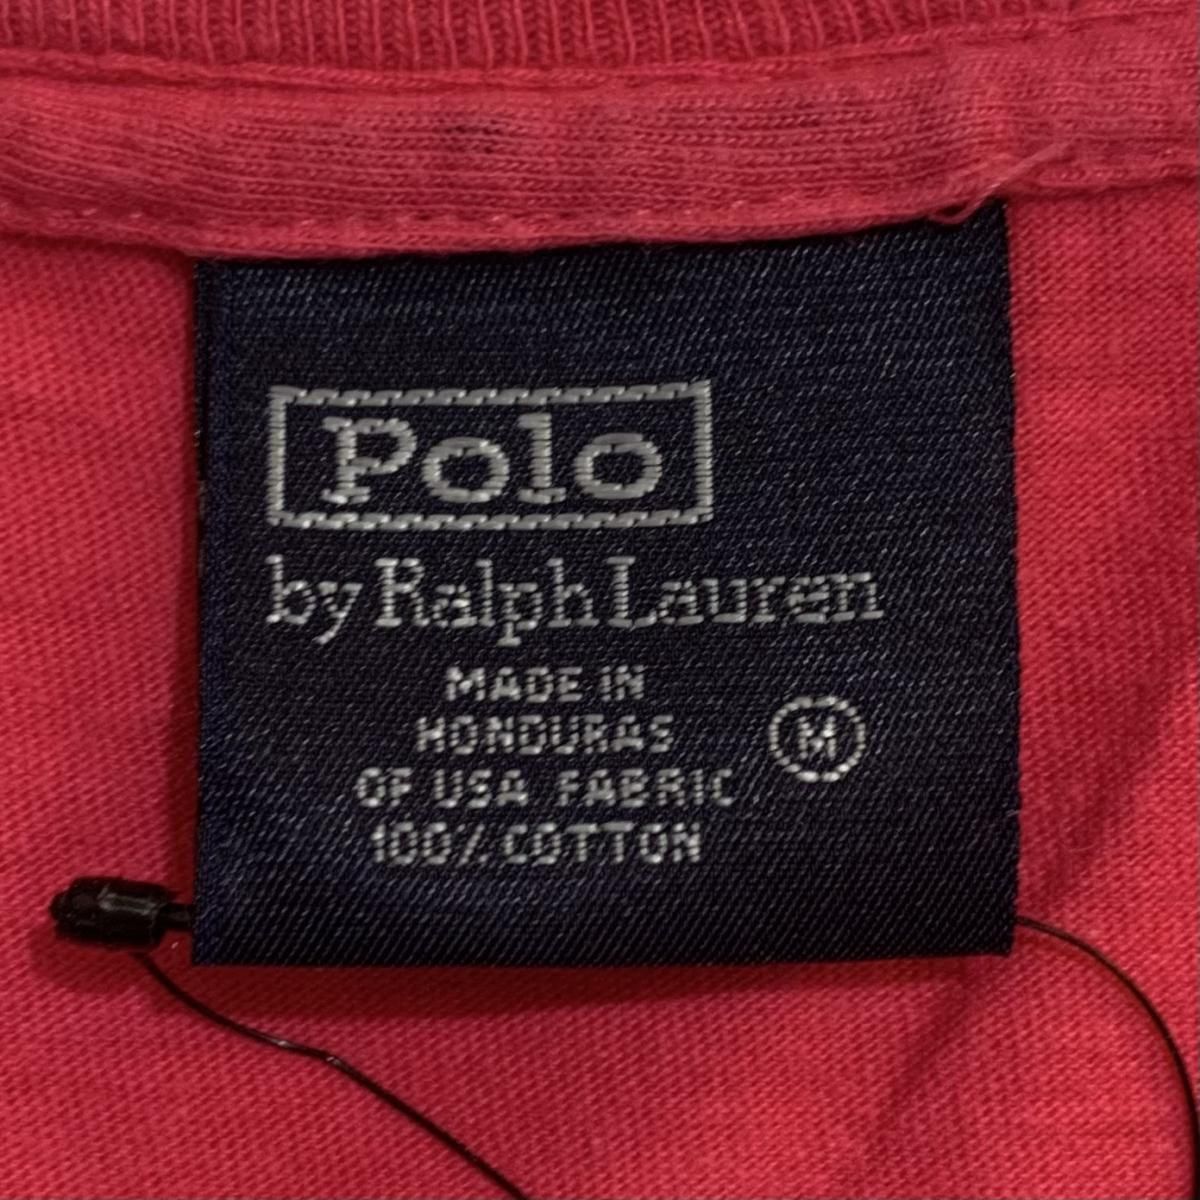 Polo
by Ralph Lauren
MADE IN
HONDURAS
OF USA FABRIC
100% COTTON
M